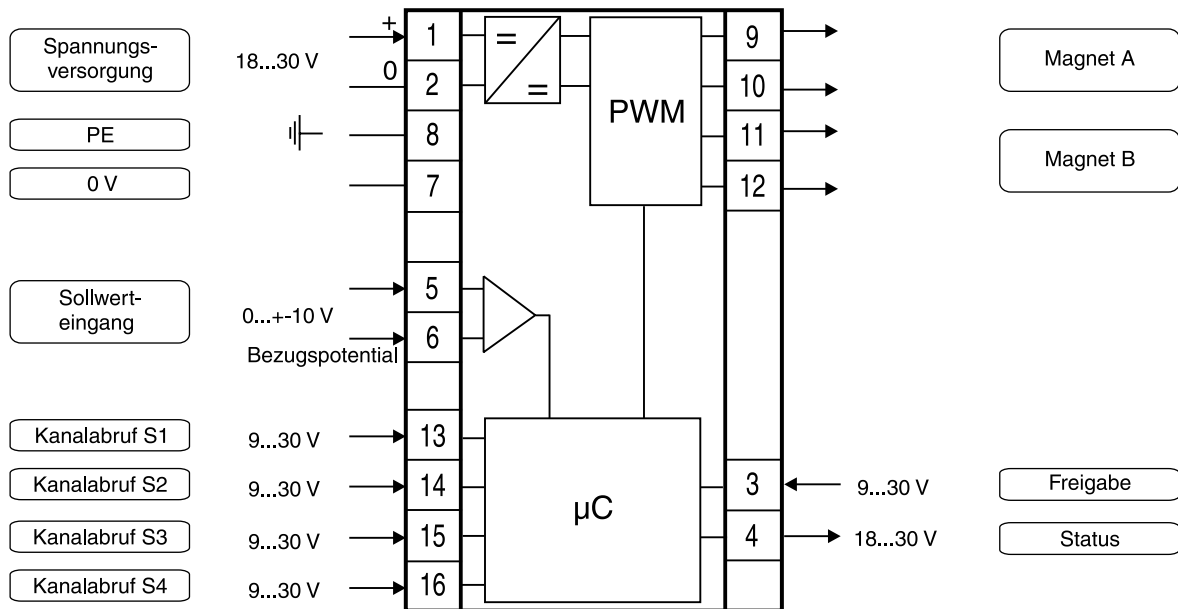 Spannungs-
versorgung
18...30 V
+
0
1
2
=
=
PWM
9
10
Magnet A
PE
8
11
Magnet B
0 V
7
12
Sollwert-
eingang
0...+-10 V
Bezugspotential
5
6
Kanalabruf S1
9...30 V
13
Kanalabruf S2
9...30 V
14
µC
3
9...30 V
Freigabe
Kanalabruf S3
9...30 V
15
4
18...30 V
Status
Kanalabruf S4
9...30 V
16